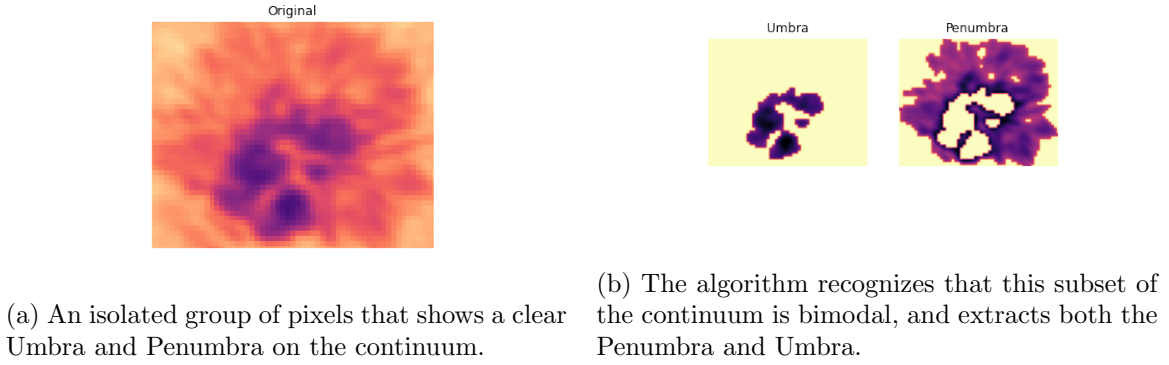 Original
(a) An isolated group of pixels that shows a clear
Umbra and Penumbra on the continuum.
Umbra
Penumbra
(b) The algorithm recognizes that this subset of
the continuum is bimodal, and extracts both the
Penumbra and Umbra.